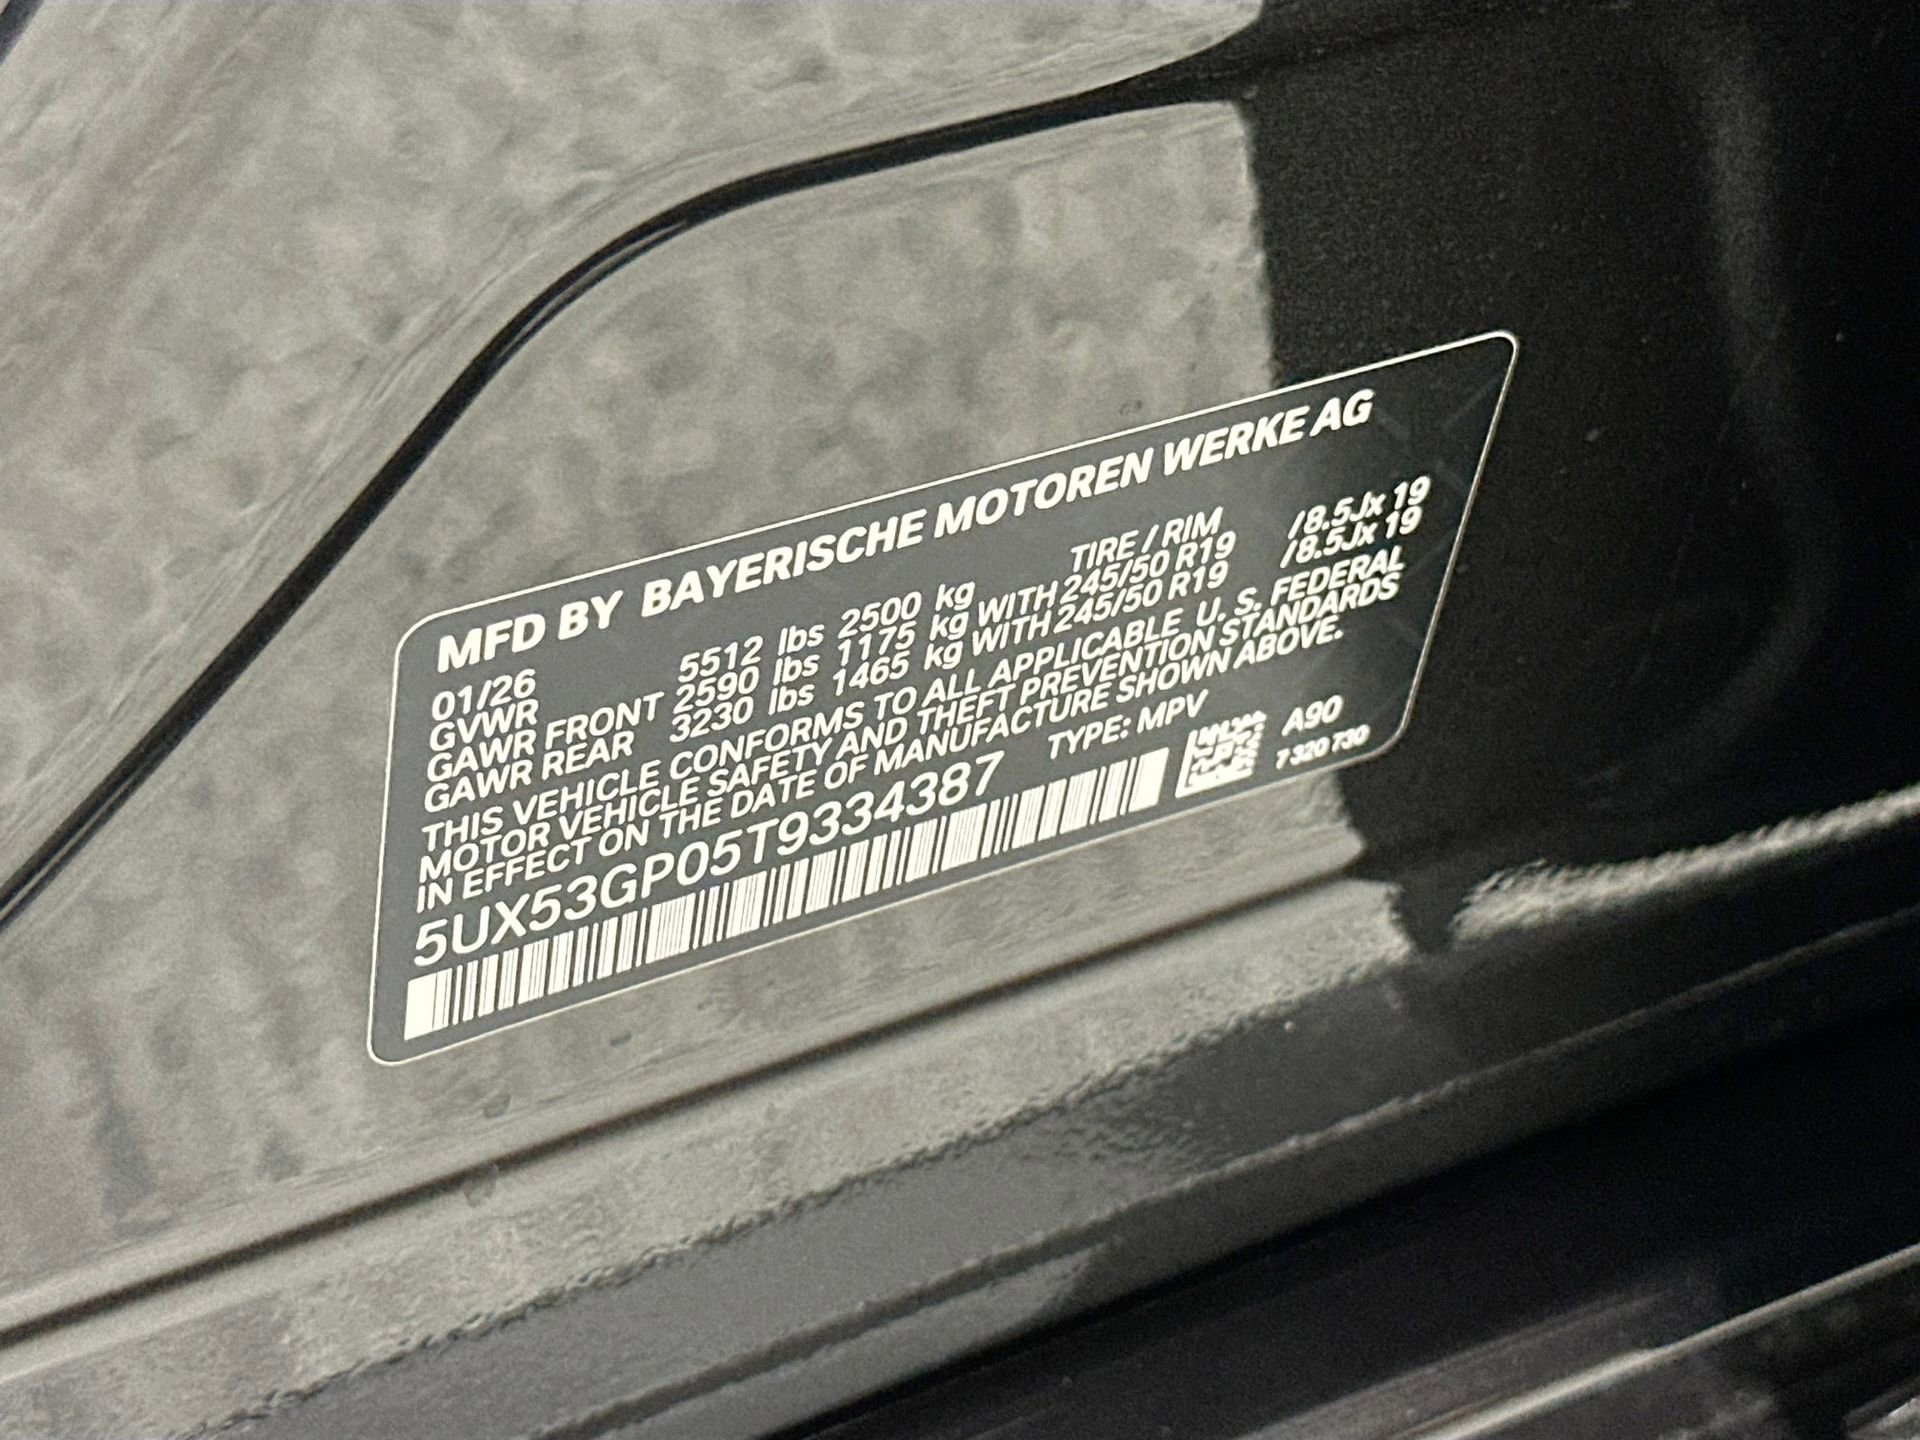 MFD BY BAYERISCHE MOTOREN WERKE AG
01/26 TIRE / RIM
GVWR 5512 lbs 2500 kg
GAWR FRONT 2590 lbs 1175 kg WITH 245/50 R19 /8.5Jx 19
GAWR REAR 3230 lbs 1465 kg WITH 245/50 R19 /8.5Jx 19
THIS VEHICLE CONFORMS TO ALL APPLICABLE U. S. FEDERAL
MOTOR VEHICLE SAFETY AND THEFT PREVENTION STANDARDS
IN EFFECT ON THE DATE OF MANUFACTURE SHOWN ABOVE.
5UX53GP05T9334387 TYPE: MPV
A90
7 320 730